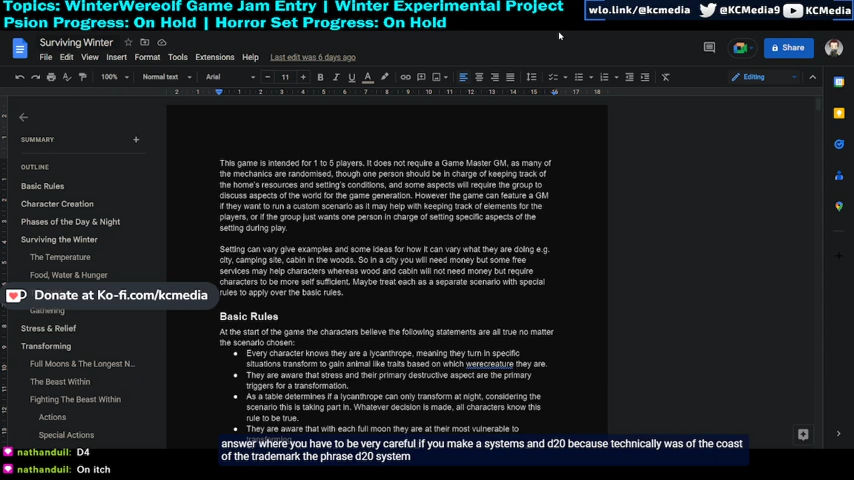 Topics: WinterWereolf Game Jam Entry | Winter Experimental Project
Psion Progress: On Hold | Horror Set Progress: On Hold
wlo.link/@kcmedia
@KCMedia9
KCMedia
Surviving Winter
File Edit View Insert Format Tools Extensions Help Last edit was 6 days ago
Share
100% Normal text Arial 11
Editing
SUMMARY
OUTLINE
Basic Rules
Character Creation
Phases of the Day & Night
Surviving the Winter
The Temperature
Food, Water & Hunger
Gathering
Stress & Relief
Transforming
Full Moons & The Longest N...
The Beast Within
Fighting The Beast Within
Actions
Special Actions
Donate at Ko-fi.com/kcmedia
This game is intended for 1 to 5 players. It does not require a Game Master GM, as many of
the mechanics are randomised, though one person should be in charge of keeping track of
the home's resources and setting's conditions, and some aspects will require the group to
discuss aspects of the world for the game generation. However the game can feature a GM
if they want to run a custom scenario as it may help with keeping track of elements for the
players, or if the group just wants one person in charge of setting specific aspects of the
setting during play.
Setting can vary give examples and some ideas for how it can vary what they are doing e.g.
city, camping site, cabin in the woods. So in a city you will need money but some free
services may help characters whereas wood and cabin will not need money but require
characters to be more self sufficient. Maybe treat each as a separate scenario with special
rules to apply over the basic rules.
Basic Rules
At the start of the game the characters believe the following statements are all true no matter
the scenario chosen:
● Every character knows they are a lycanthrope, meaning they turn in specific
situations transform to gain animal like traits based on which werecreature they are.
● They are aware that stress and their primary destructive aspect are the primary
triggers for a transformation.
● As a table determines if a lycanthrope can only transform at night, considering the
scenario this is taking part in. Whatever decision is made, all characters know this
rule to be true.
● They are aware that with each full moon they are at their most vulnerable to
answer where you have to be very careful if you make a systems and d20 because technically was of the coast
of the trademark the phrase d20 system
nathanduil: D4
nathanduil: On itch